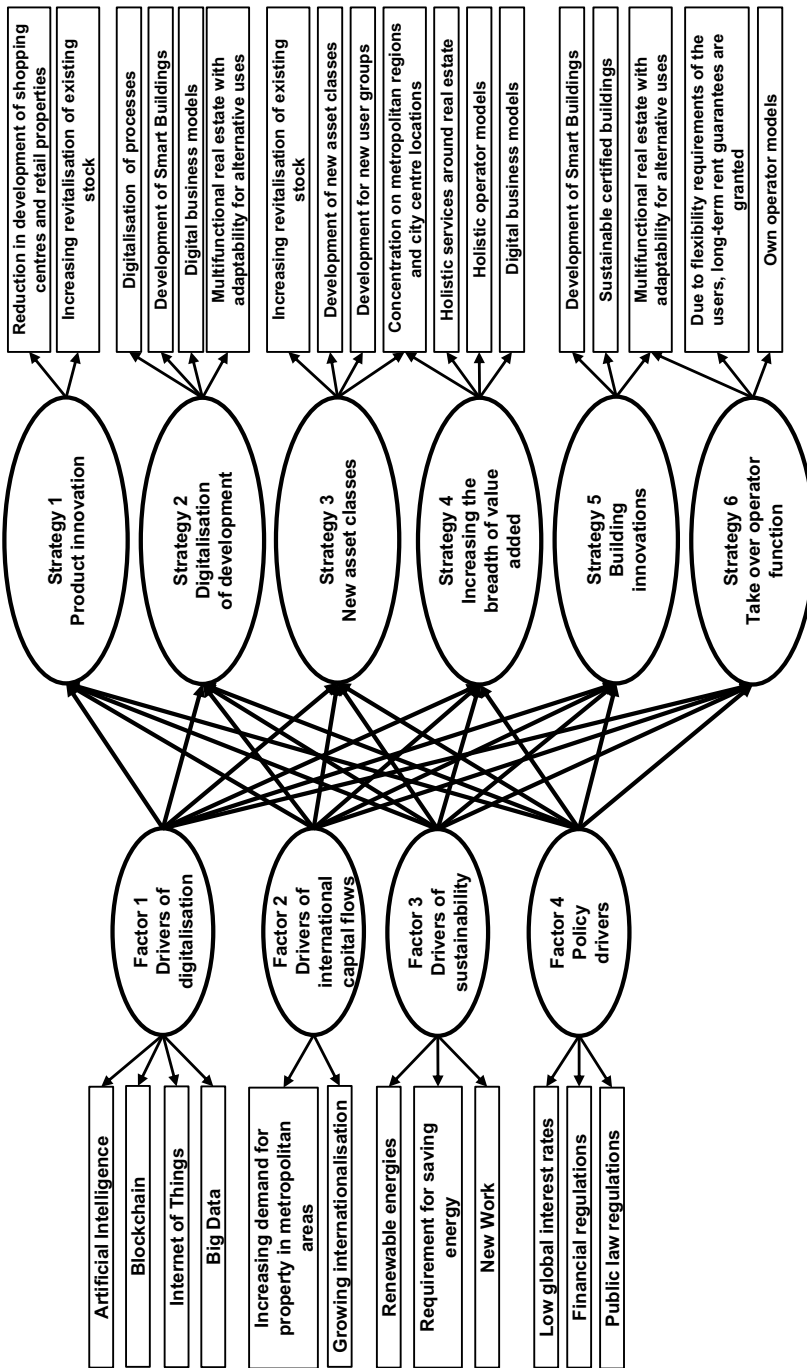 Artificial Intelligence
Blockchain
Internet of Things
Big Data
Increasing demand for
property in metropolitan
areas
Growing internationalisation
Renewable energies
Requirement for saving
energy
New Work
Low global interest rates
Financial regulations
Public law regulations
Factor 1
Drivers of
digitalisation
Factor 2
Drivers of
international
capital flows
Factor 3
Drivers of
sustainability
Factor 4
Policy
drivers
Strategy 1
Product innovation
Strategy 2
Digitalisation
of development
Strategy 3
New asset classes
Strategy 4
Increasing the
breadth of value
added
Strategy 5
Building
innovations
Strategy 6
Take over operator
function
Reduction in development of shopping
centres and retail properties
Increasing revitalisation of existing
stock
Digitalisation of processes
Development of Smart Buildings
Digital business models
Multifunctional real estate with
adaptability for alternative uses
Increasing revitalisation of existing
stock
Development of new asset classes
Development for new user groups
Concentration on metropolitan regions
and city centre locations
Holistic services around real estate
Holistic operator models
Digital business models
Development of Smart Buildings
Sustainable certified buildings
Multifunctional real estate with
adaptability for alternative uses
Due to flexibility requirements of the
users, long-term rent guarantees are
granted
Own operator models